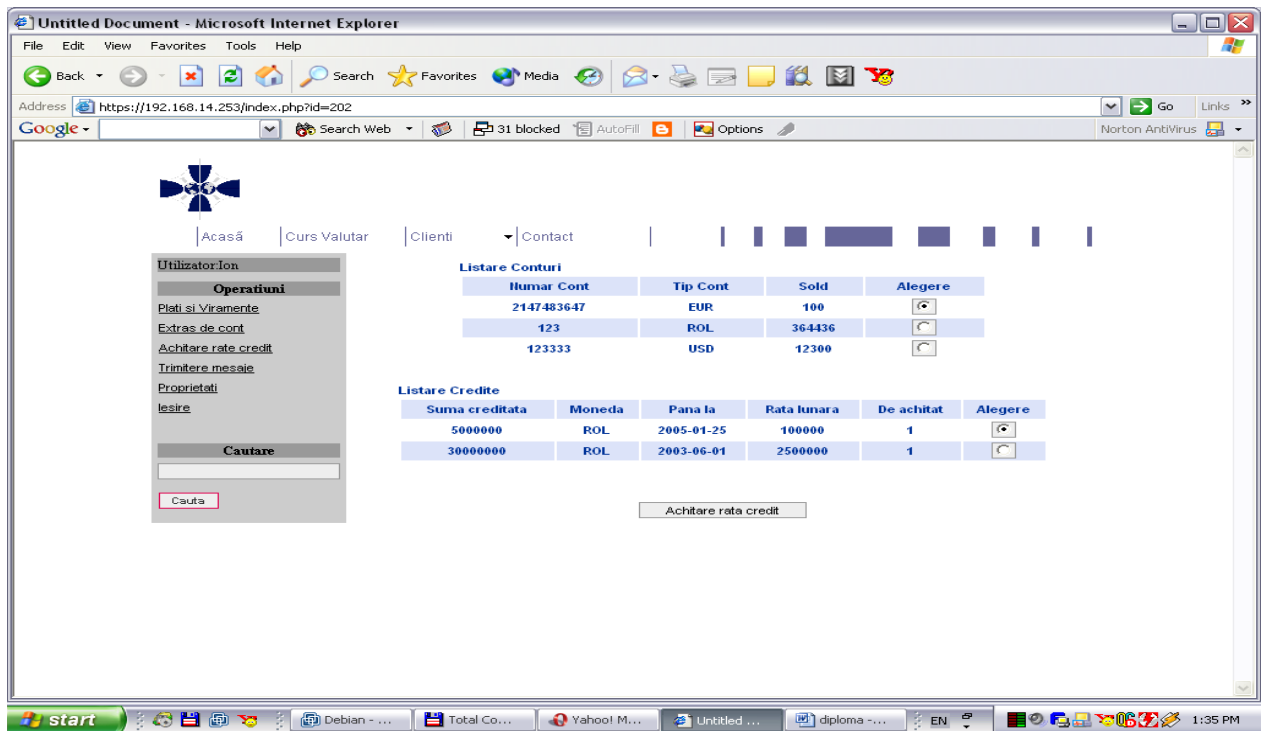 Untitled Document - Microsoft Internet Explorer
File Edit View Favorites Tools Help
Back Search Favorites Media
Address https://192.168.14.253/index.php?id=202 Go Links »
Google Search Web 31 blocked AutoFill Options Norton AntiVirus
Acasă Curs Valutar Clienti Contact
Utilizator:Ion
Operatiuni
Plati si Viramente
Extras de cont
Achitare rate credit
Trimitere mesaje
Proprietati
Iesire
Cautare
Cauta
Listare Conturi
Numar Cont Tip Cont Sold Alegere
2147483647 EUR 100
123 ROL 364436
123333 USD 12300
Listare Credite
Suma creditata Moneda Pana la Rata lunara De achitat Alegere
5000000 ROL 2005-01-25 100000 1
30000000 ROL 2003-06-01 2500000 1
Achitare rata credit
start Debian - ... Total Co... Yahoo! M... Untitled ... diploma -... EN 1:35 PM